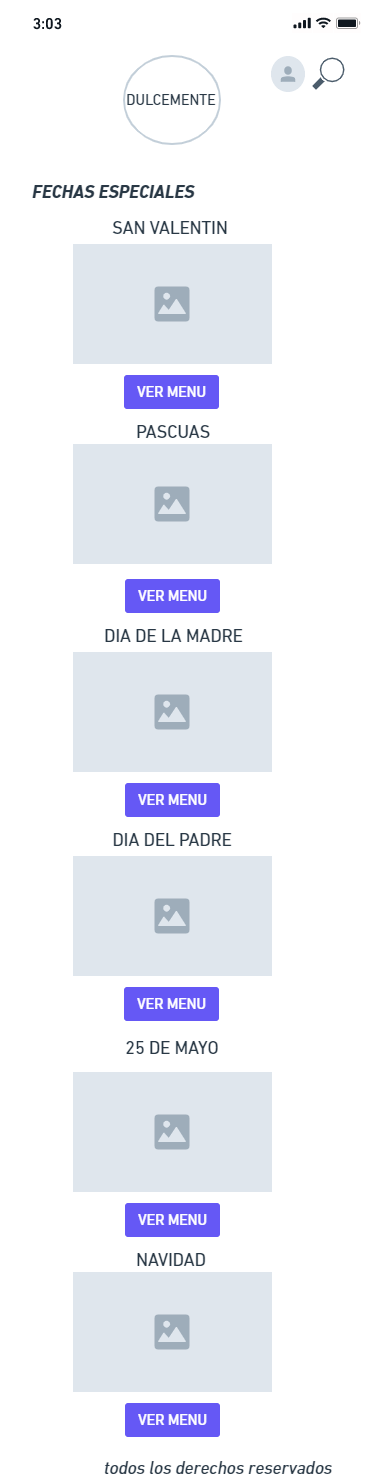 3:03
DULCEMENTE
FECHAS ESPECIALES
SAN VALENTIN
VER MENU
PASCUAS
VER MENU
DIA DE LA MADRE
VER MENU
DIA DEL PADRE
VER MENU
25 DE MAYO
VER MENU
NAVIDAD
VER MENU
todos los derechos reservados